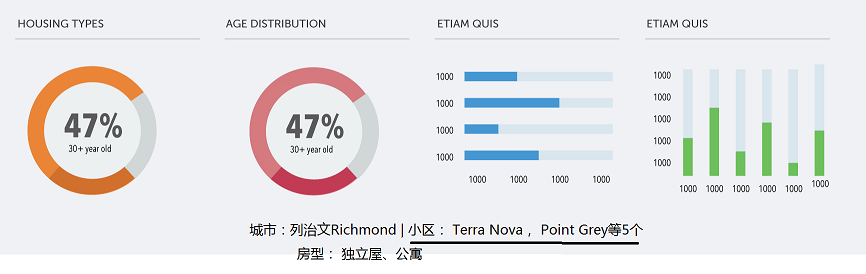 HOUSING TYPES
AGE DISTRIBUTION
ETIAM QUIS
ETIAM QUIS
47%
30+ year old
47%
30+ year old
1000
1000
1000
1000
1000 1000 1000 1000
1000
1000
1000
1000
1000
1000 1000 1000 1000 1000 1000
城市：列治文Richmond | 小区： Terra Nova ， Point Grey等5个
房型： 独立屋、公寓